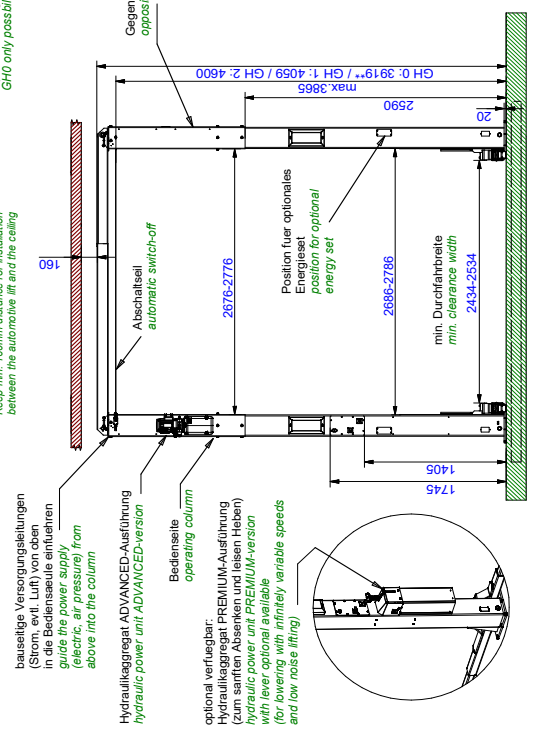 bauseitige Versorgungsleitungen
(Strom, evtl. Luft) von oben
in die Bediensaeule einfuehren
guide the power supply
(electric, air pressure) from
above into the column
Hydraulikaggregat ADVANCED-Ausführung
hydraulic power unit ADVANCED-version
Bedienseite
operating column
optional verfuegbar:
Hydraulikaggregat PREMIUM-Ausführung
(zum sanften Absenken und leisen Heben)
hydraulic power unit PREMIUM-version
with lever optional available
(for lowering with infinitely variable speeds
and low noise lifting)
between the automotive lift and the ceiling
160
Abschaltseil
automatic switch-off
2676-2776
Position fuer optionales
Energieset
position for optional
energy set
2686-2786
min. Durchfahrbreite
min. clearance width
2434-2534
1405
1745
GH0 only possbil
Gegen
opposi
GH 0: 3919** / GH 1: 4059 / GH 2: 4600
max.3865
2590
20